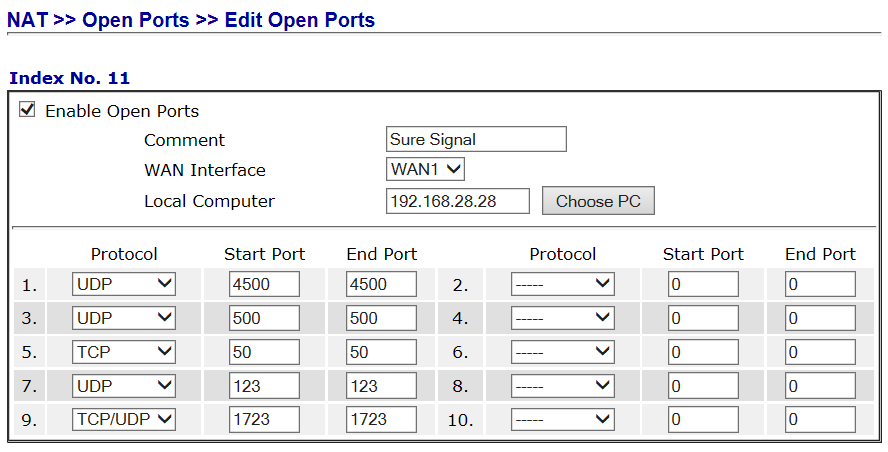 NAT >> Open Ports >> Edit Open Ports
Index No. 11
Enable Open Ports
Comment Sure Signal
WAN Interface WAN1
Local Computer 192.168.28.28 Choose PC
Protocol Start Port End Port Protocol Start Port End Port
1. UDP 4500 4500 2. ----- 0 0
3. UDP 500 500 4. ----- 0 0
5. TCP 50 50 6. ----- 0 0
7. UDP 123 123 8. ----- 0 0
9. TCP/UDP 1723 1723 10. ----- 0 0